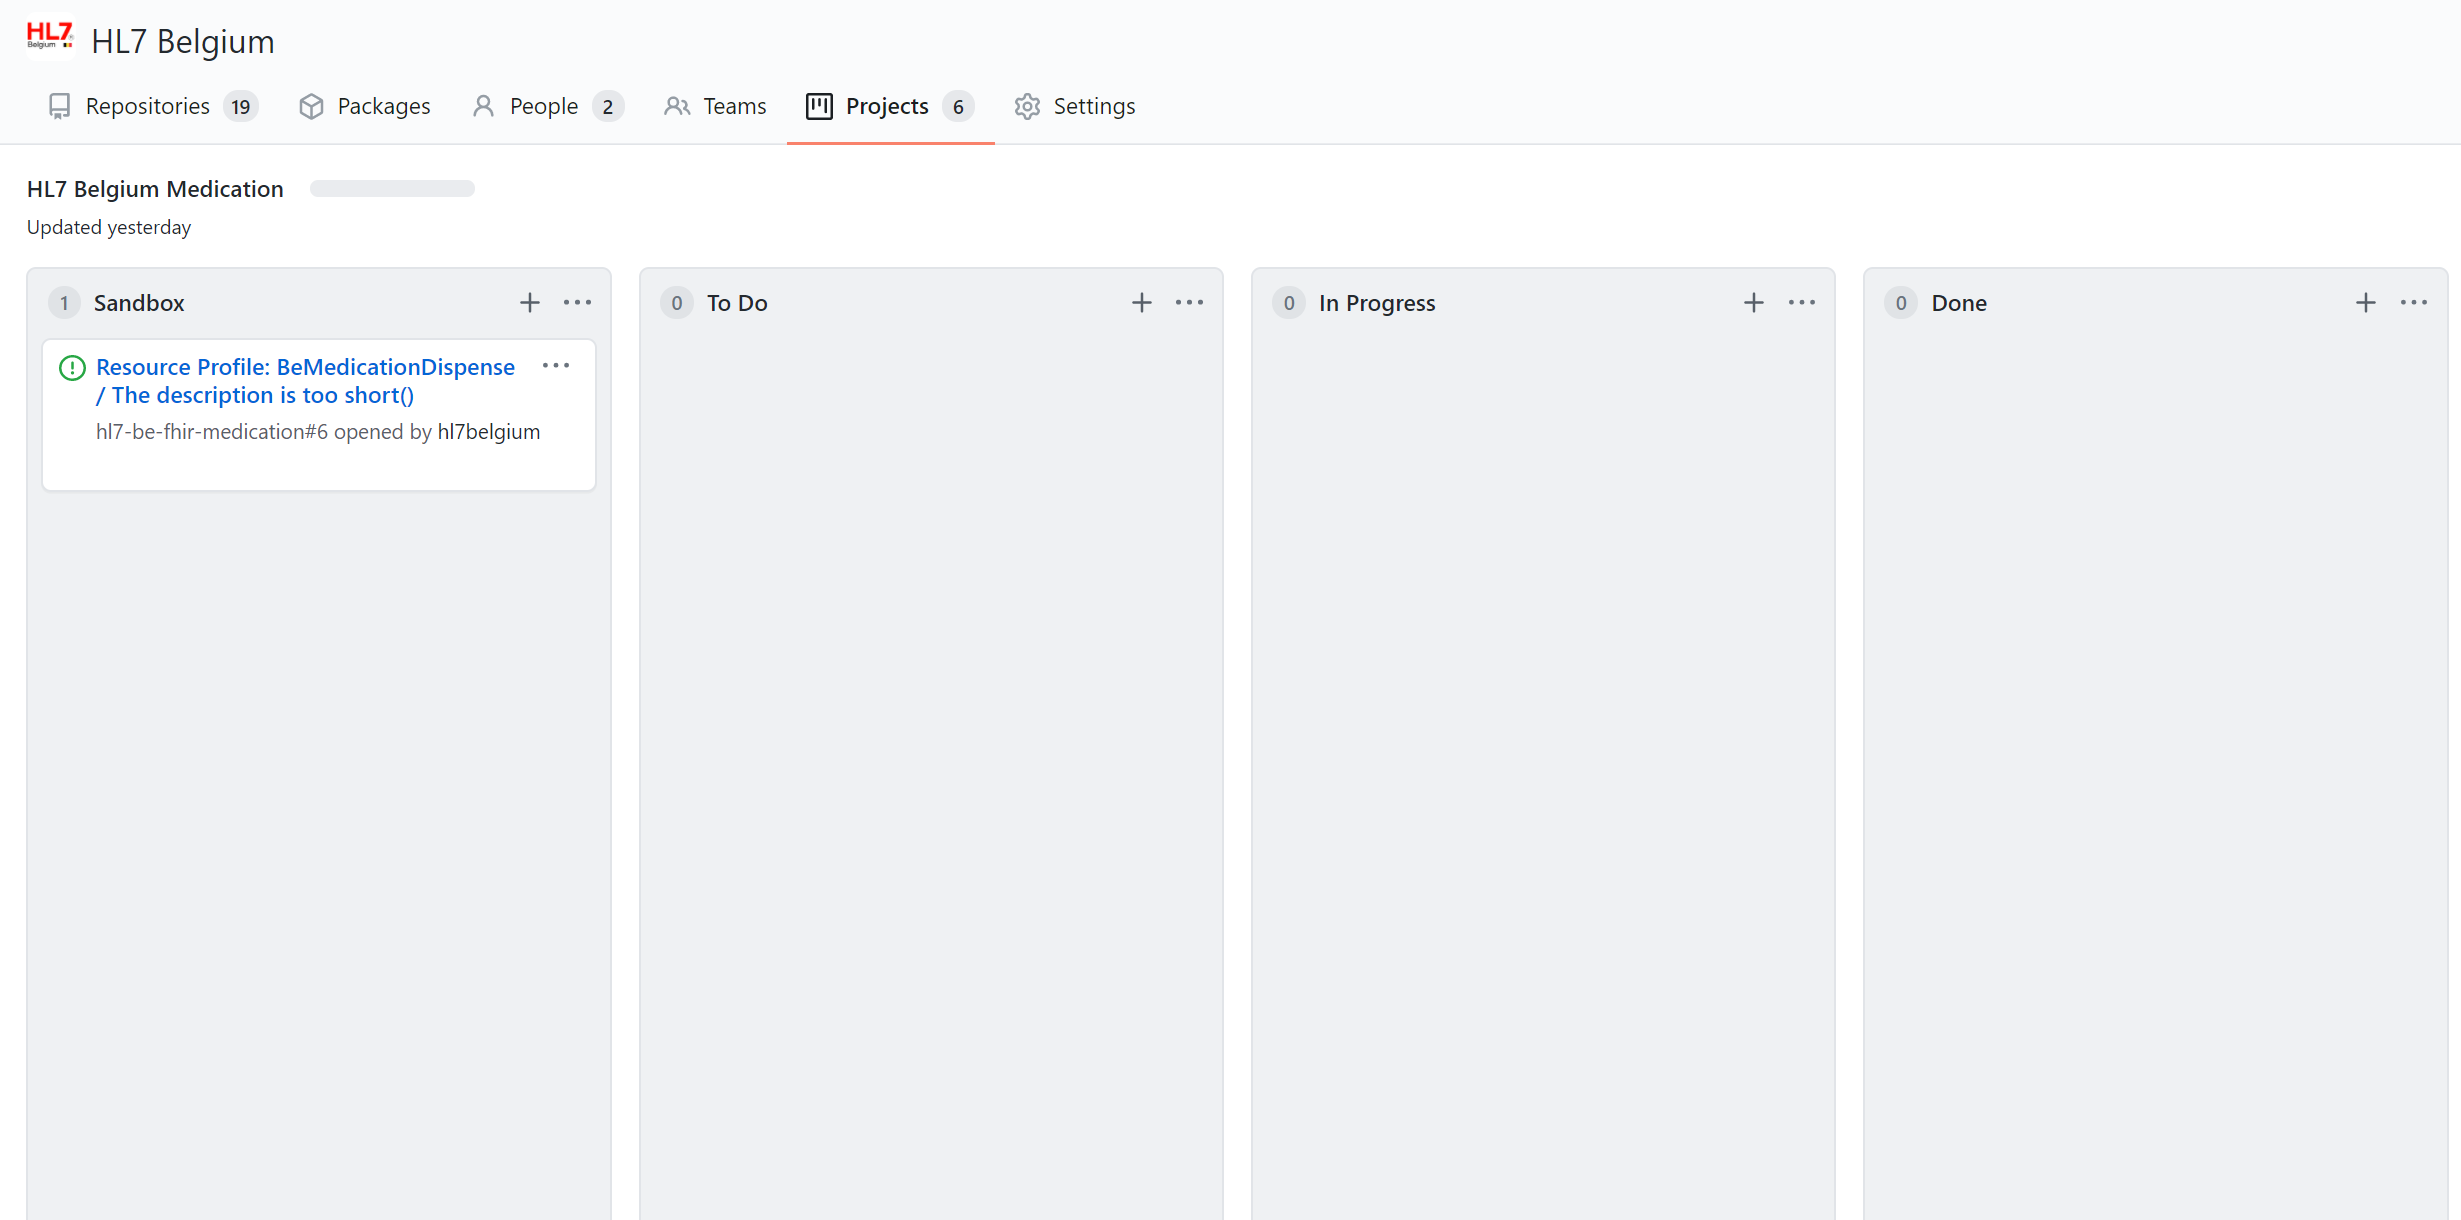 HL7
Belgium
HL7 Belgium
Repositories 19 Packages People 2 Teams Projects 6 Settings
HL7 Belgium Medication
Updated yesterday
1 Sandbox
Resource Profile: BeMedicationDispense
/ The description is too short()
hl7-be-fhir-medication#6 opened by hl7belgium
0 To Do
0 In Progress
0 Done